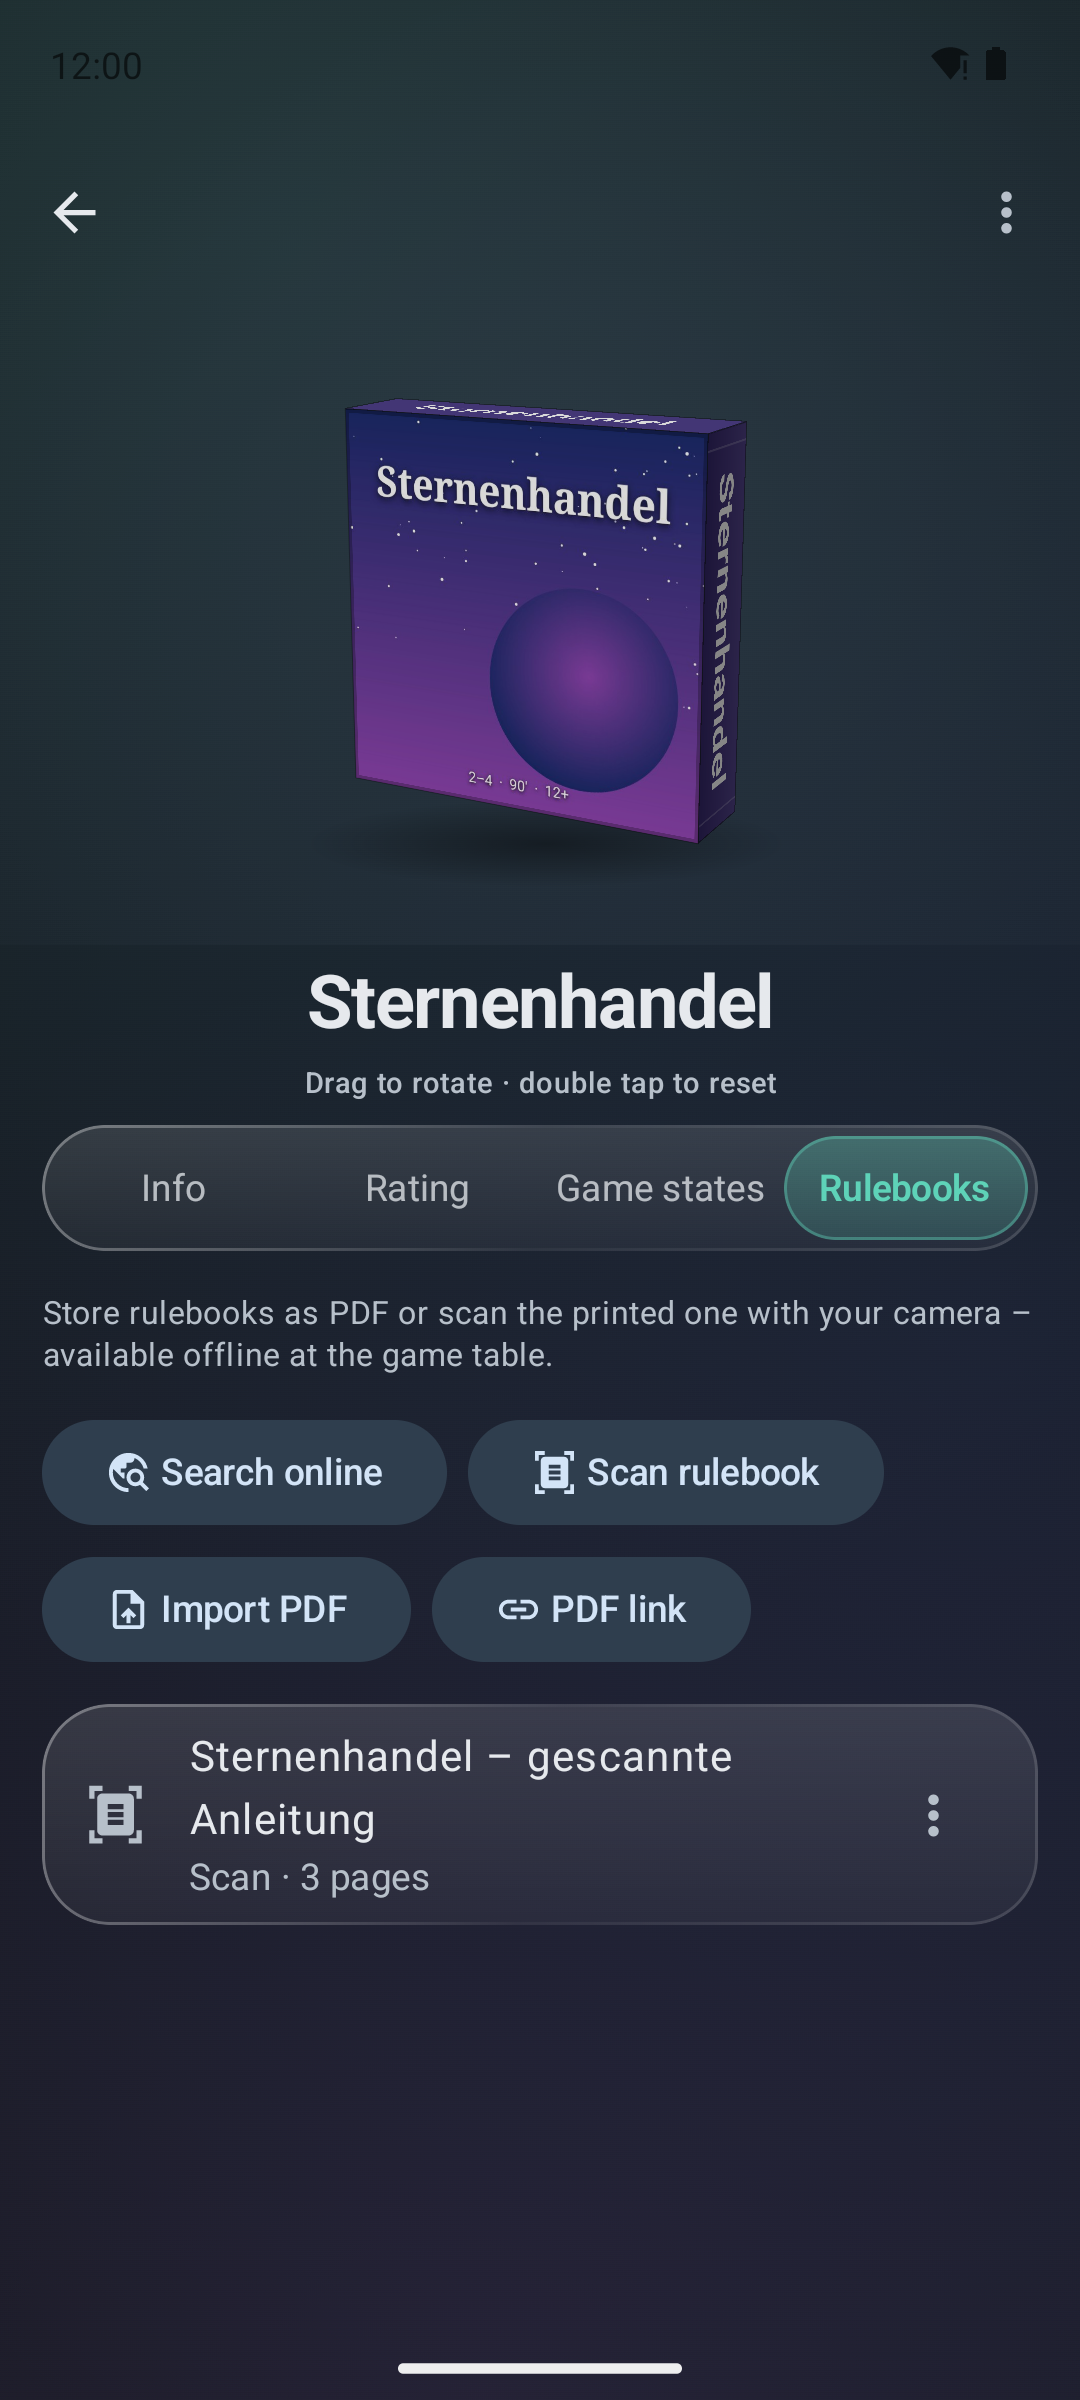 12:00
Sternenhandel
Sternenhandel
Sternenhandel
2–4 · 90' · 12+
Sternenhandel
Drag to rotate · double tap to reset
Info
Rating
Game states
Rulebooks
Store rulebooks as PDF or scan the printed one with your camera –
available offline at the game table.
Search online
Scan rulebook
Import PDF
PDF link
Sternenhandel – gescannte
Anleitung
Scan · 3 pages